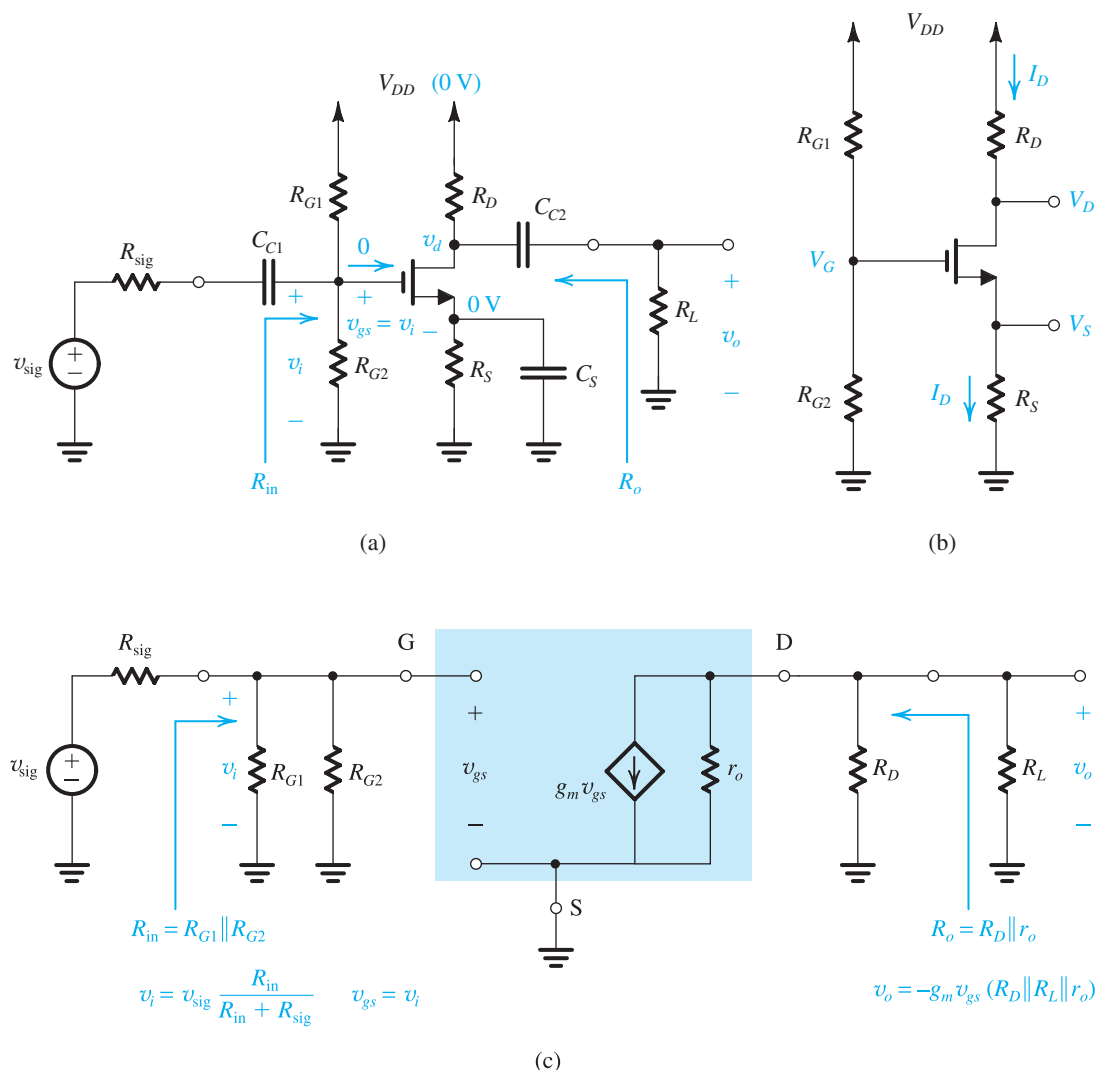 V_DD (0 V)
R_G1
R_D
C_C2
C_C1
0
v_d
R_sig
+
+
0 V
+
v_gs = v_i −
R_L
v_sig
+
−
v_i
R_G2
R_S
C_S
v_o
−
−
R_in
R_o
(a)
V_DD
I_D
R_G1
R_D
V_D
V_G
V_S
R_G2
I_D
R_S
(b)
R_sig
G
D
+
+
+
v_sig
+
−
v_i
R_G1
R_G2
v_gs
g_m v_gs
r_o
R_D
R_L
v_o
−
−
−
S
R_in = R_G1 || R_G2
R_o = R_D || r_o
v_i = v_sig R_in / (R_in + R_sig) v_gs = v_i
v_o = −g_m v_gs (R_D || R_L || r_o)
(c)